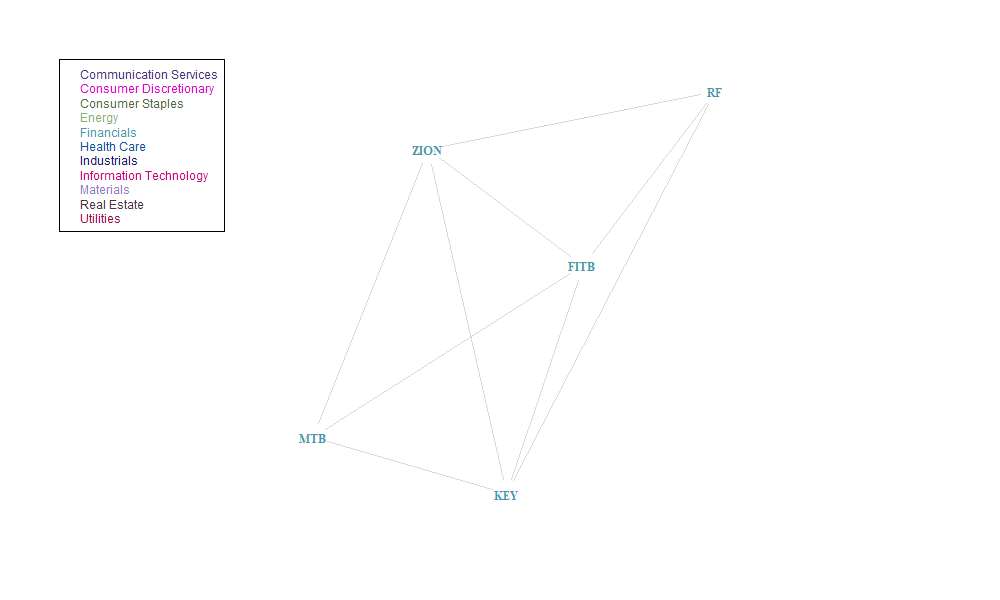 Communication Services
Consumer Discretionary
Consumer Staples
Energy
Financials
Health Care
Industrials
Information Technology
Materials
Real Estate
Utilities
RF
ZION
FITB
MTB
KEY